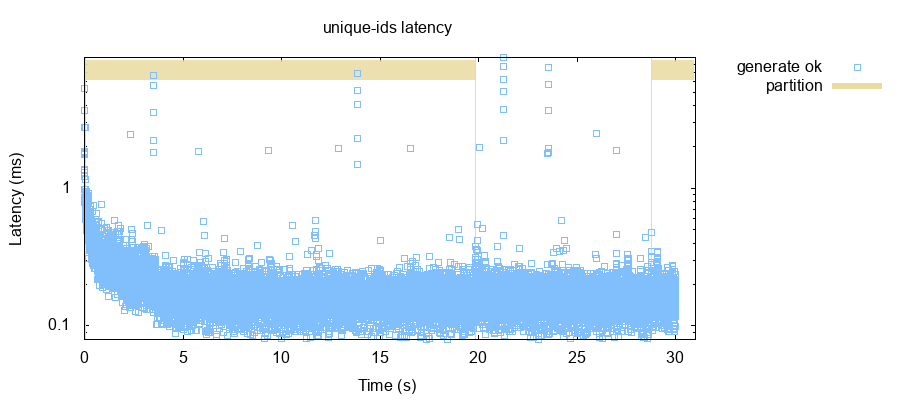 unique-ids latency
generate ok
partition
Latency (ms)
1
0.1
0 5 10 15 20 25 30
Time (s)